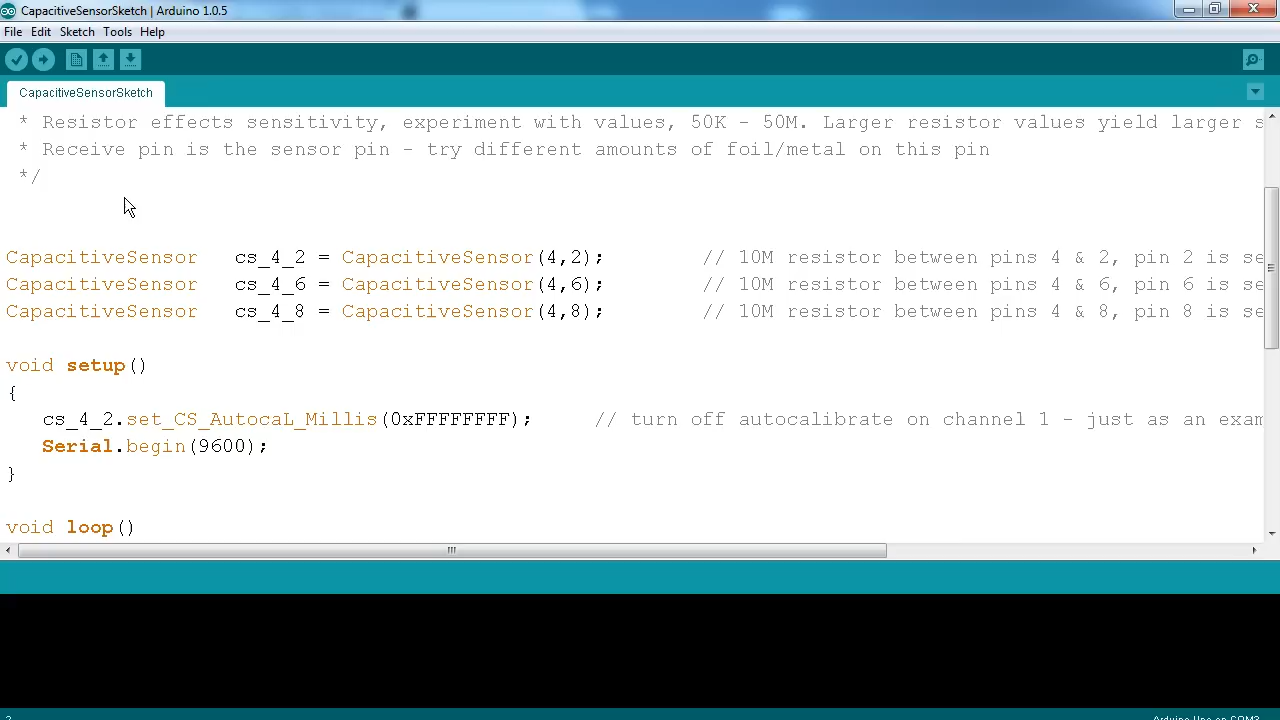 CapacitiveSensorSketch | Arduino 1.0.5
File Edit Sketch Tools Help
CapacitiveSensorSketch
* Resistor effects sensitivity, experiment with values, 50K - 50M. Larger resistor values yield larger s
* Receive pin is the sensor pin - try different amounts of foil/metal on this pin
*/
CapacitiveSensor cs_4_2 = CapacitiveSensor(4,2); // 10M resistor between pins 4 & 2, pin 2 is se
CapacitiveSensor cs_4_6 = CapacitiveSensor(4,6); // 10M resistor between pins 4 & 6, pin 6 is se
CapacitiveSensor cs_4_8 = CapacitiveSensor(4,8); // 10M resistor between pins 4 & 8, pin 8 is se
void setup()
{
cs_4_2.set_CS_AutocaL_Millis(0xFFFFFFFF); // turn off autocalibrate on channel 1 - just as an exam
Serial.begin(9600);
}
void loop()
Arduino Uno on COM3